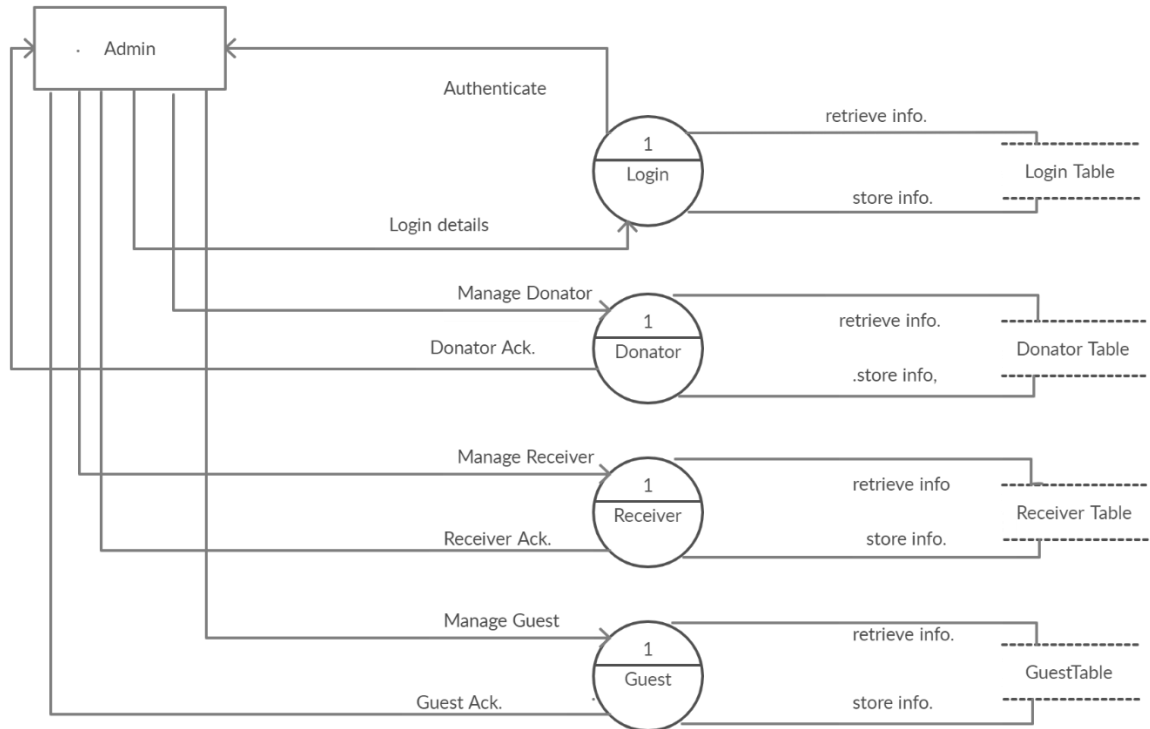 . Admin
Authenticate
retrieve info.
1
Login
Login Table
store info.
Login details
Manage Donator
retrieve info.
1
Donator
Donator Table
Donator Ack.
.store info,
Manage Receiver
retrieve info
1
Receiver
Receiver Table
Receiver Ack.
store info.
Manage Guest
retrieve info.
1
Guest
GuestTable
Guest Ack.
store info.